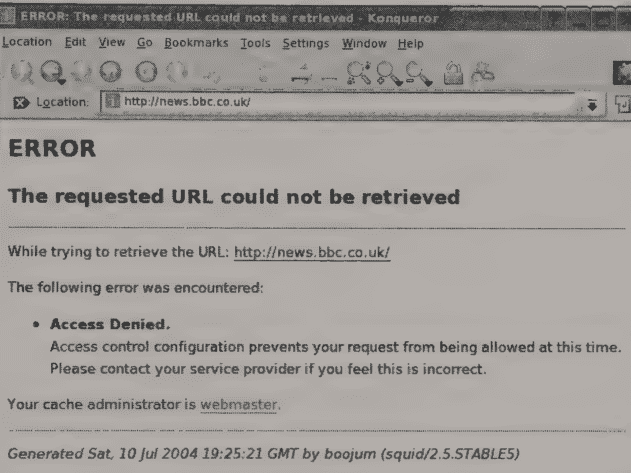 ERROR: The requested URL could not be retrieved - Konqueror
Location Edit View Go Bookmarks Tools Settings Window Help
Location: http://news.bbc.co.uk/
ERROR
The requested URL could not be retrieved
While trying to retrieve the URL: http://news.bbc.co.uk/
The following error was encountered:
• Access Denied.
Access control configuration prevents your request from being allowed at this time.
Please contact your service provider if you feel this is incorrect.
Your cache administrator is webmaster.
Generated Sat, 10 Jul 2004 19:25:21 GMT by boojum (squid/2.5.STABLE5)